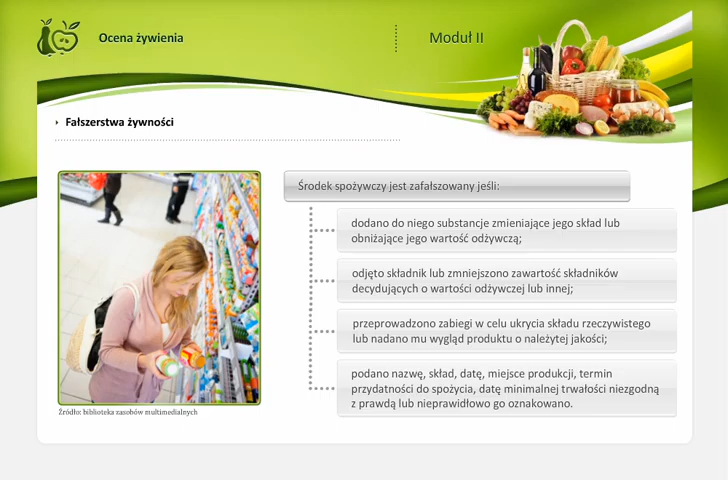 Ocena żywienia
Moduł II
Fałszerstwa żywności
Środek spożywczy jest zafałszowany jeśli:
dodano do niego substancje zmieniające jego skład lub
obniżające jego wartość odżywczą;
odjęto składnik lub zmniejszono zawartość składników
decydujących o wartości odżywczej lub innej;
przeprowadzono zabiegi w celu ukrycia składu rzeczywistego
lub nadano mu wygląd produktu o należytej jakości;
podano nazwę, skład, datę, miejsce produkcji, termin
przydatności do spożycia, datę minimalnej trwałości niezgodną
z prawdą lub nieprawidłowo go oznakowano.
Źródło: biblioteka zasobów multimedialnych